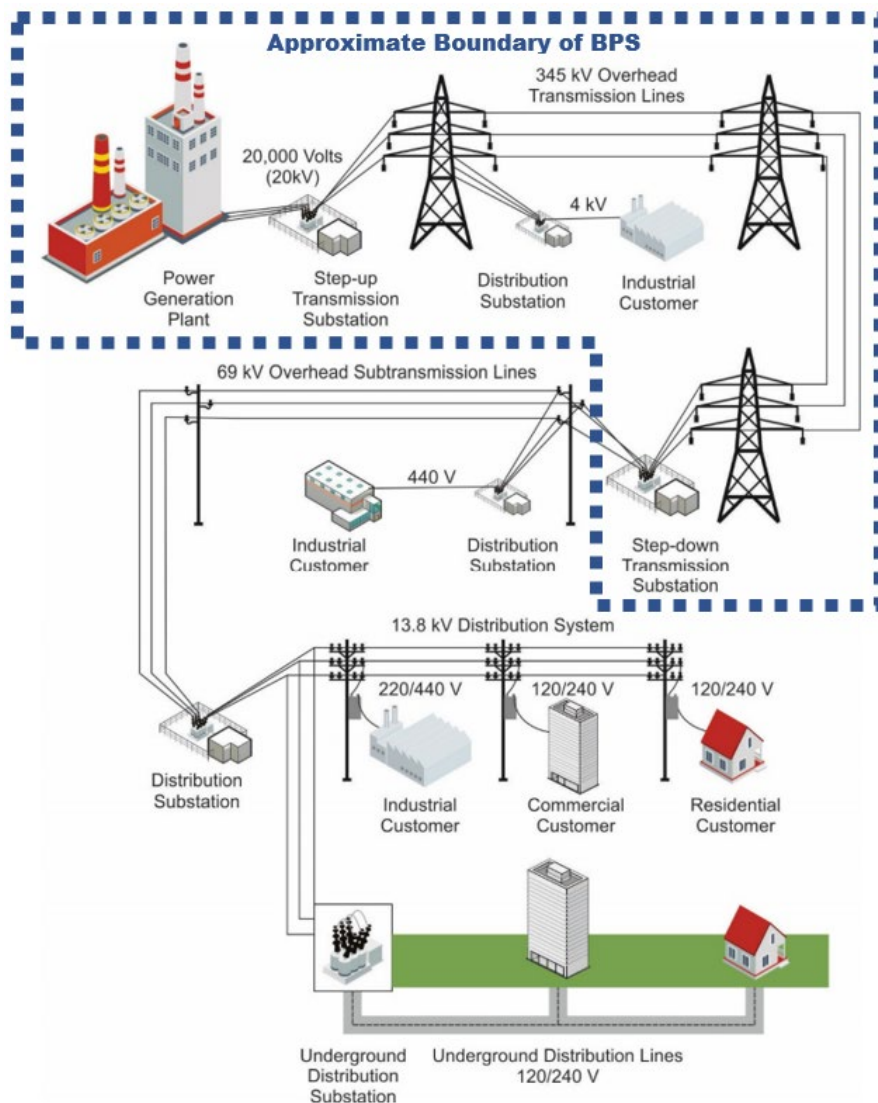 Approximate Boundary of BPS
345 kV Overhead
Transmission Lines
20,000 Volts
(20kV)
4 kV
Power
Generation
Plant
Step-up
Transmission
Substation
Distribution
Substation
Industrial
Customer
69 kV Overhead Subtransmission Lines
440 V
Industrial
Customer
Distribution
Substation
Step-down
Transmission
Substation
13.8 kV Distribution System
220/440 V
120/240 V
120/240 V
Distribution
Substation
Industrial
Customer
Commercial
Customer
Residential
Customer
Underground
Distribution
Substation
Underground Distribution Lines
120/240 V